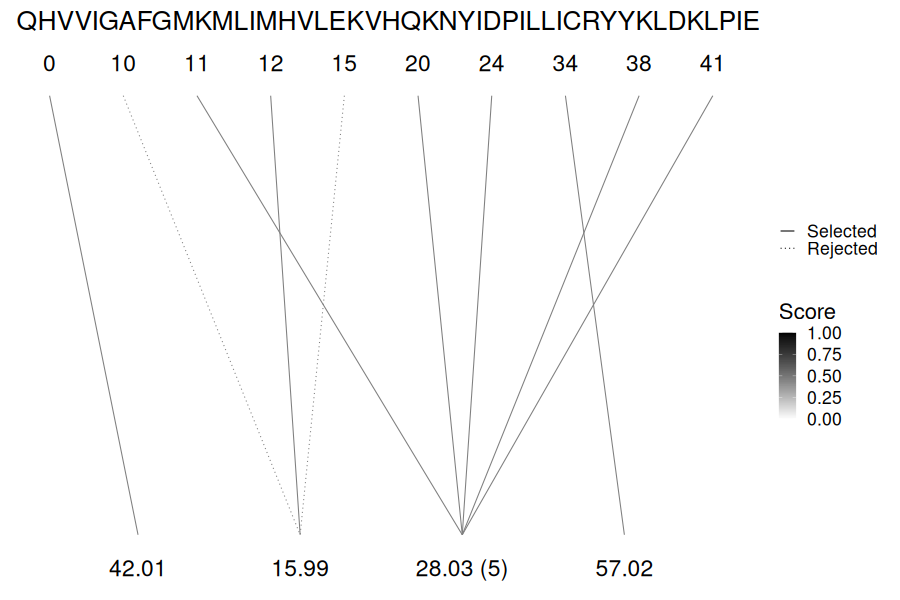 QHVVIGAFGMKMLIMHVLEKVHQKNYIDPILLICRYYKLDKLPIE
0 10 11 12 15 20 24 34 38 41
Selected
Rejected
Score
1.00
0.75
0.50
0.25
0.00
42.01 15.99 28.03 (5) 57.02